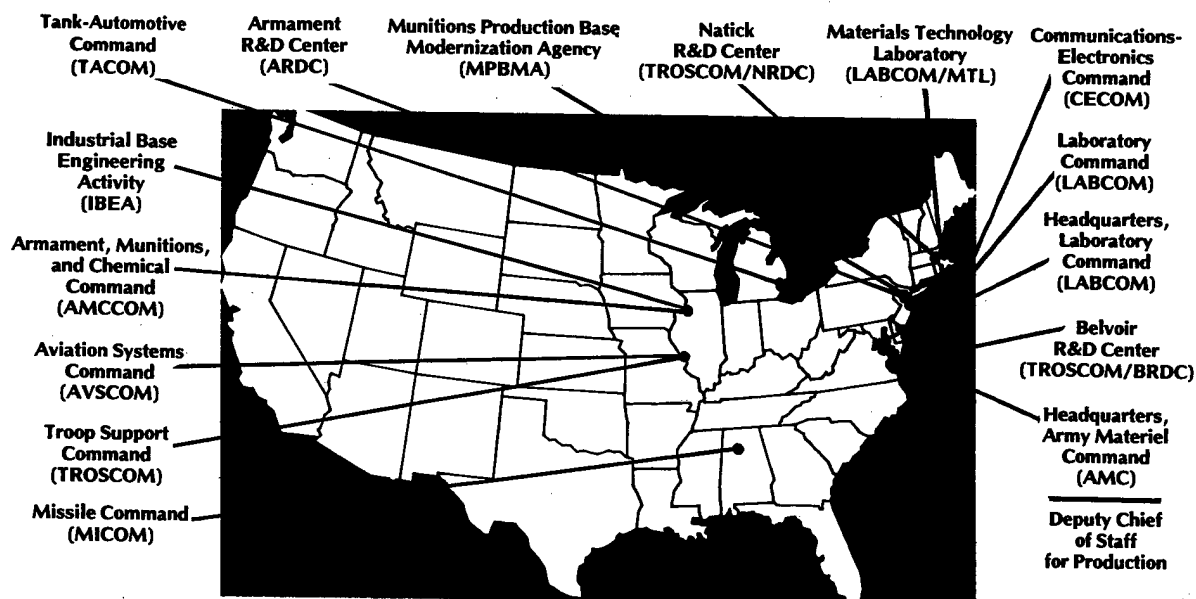 Tank-Automotive
Command
(TACOM)
Armament
R&D Center
(ARDC)
Munitions Production Base
Modernization Agency
(MPBMA)
Natick
R&D Center
(TROSCOM/NRDC)
Materials Technology
Laboratory
(LABCOM/MTL)
Communications-
Electronics
Command
(CECOM)
Industrial Base
Engineering
Activity
(IBEA)
Laboratory
Command
(LABCOM)
Armament, Munitions,
and Chemical
Command
(AMCCOM)
Headquarters,
Laboratory
Command
(LABCOM)
Aviation Systems
Command
(AVSCOM)
Belvoir
R&D Center
(TROSCOM/BRDC)
Troop Support
Command
(TROSCOM)
Headquarters,
Army Materiel
Command
(AMC)
Missile Command
(MICOM)
Deputy Chief
of Staff
for Production